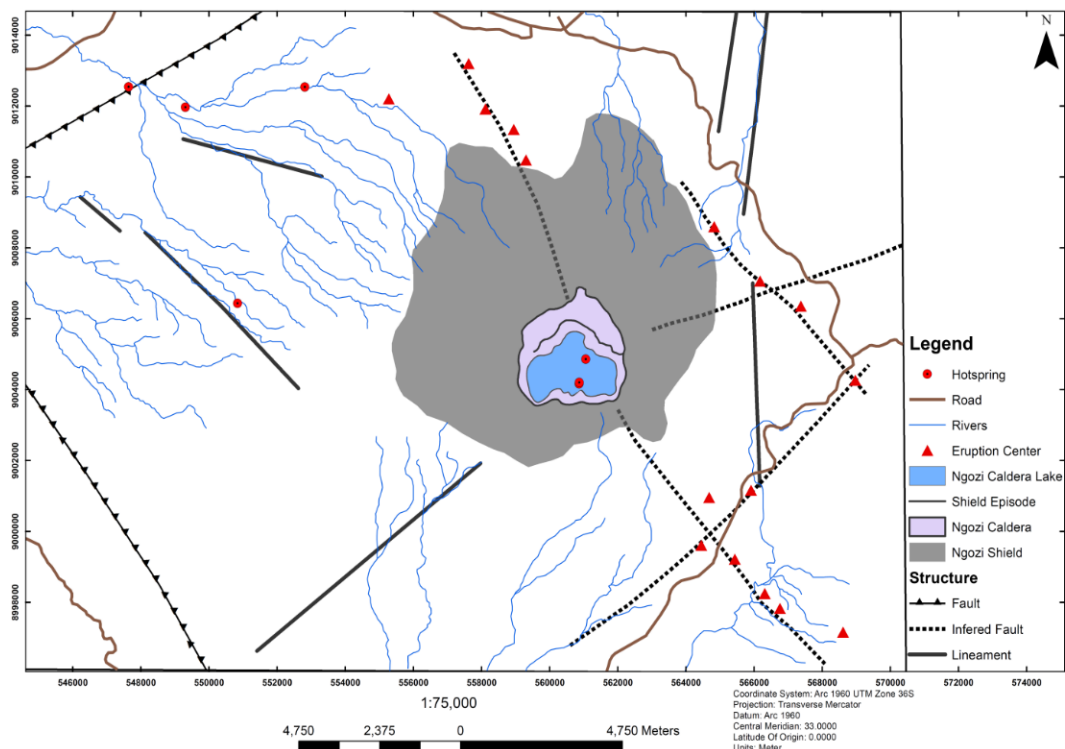 9014000
9012000
9010000
9008000
9006000
9004000
9002000
9000000
8998000
N
Legend
Hotspring
Road
Rivers
Eruption Center
Ngozi Caldera Lake
Shield Episode
Ngozi Caldera
Ngozi Shield
Structure
Fault
Infered Fault
Lineament
546000 548000 550000 552000 554000 556000 558000 560000 562000 564000 566000 568000 570000 572000 574000
1:75,000
4,750 2,375 0 4,750 Meters
Coordinate System: Arc 1960 UTM Zone 36S
Projection: Transverse Mercator
Datum: Arc 1960
Central Meridian: 33.0000
Latitude Of Origin: 0.0000
Units: Meter